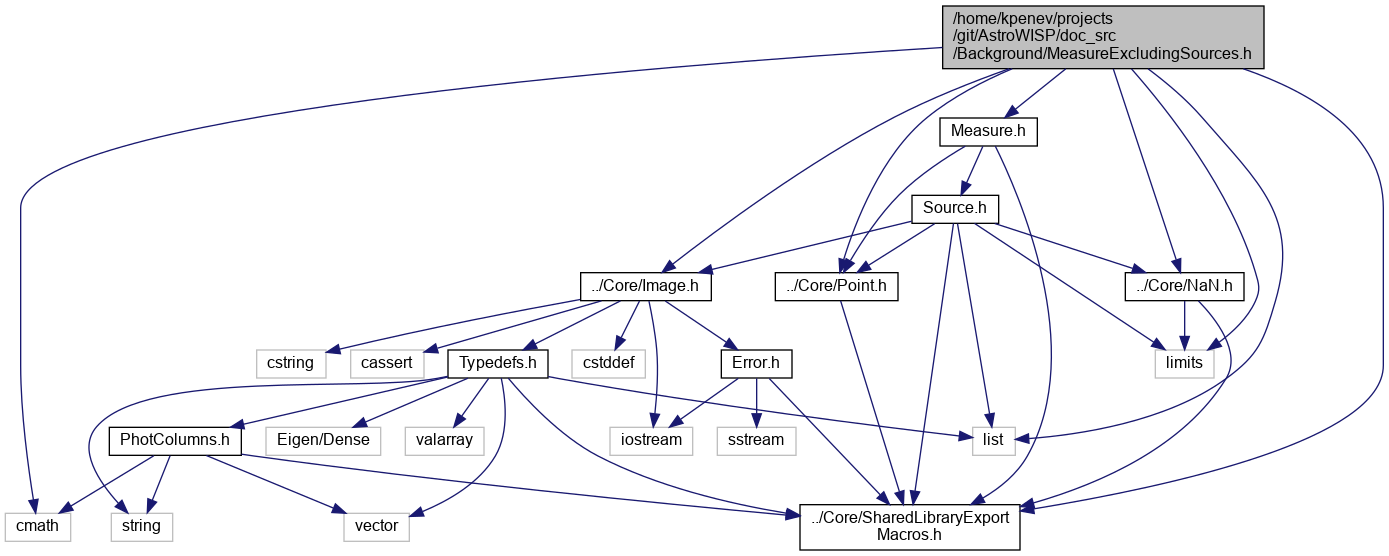 /home/kpenev/projects
/git/AstroWISP/doc_src
/Background/MeasureExcludingSources.h
Measure.h
Source.h
../Core/Image.h
../Core/Point.h
../Core/NaN.h
cstring
cassert
Typedefs.h
cstddef
Error.h
limits
PhotColumns.h
Eigen/Dense
valarray
iostream
sstream
list
cmath
string
vector
../Core/SharedLibraryExport
Macros.h